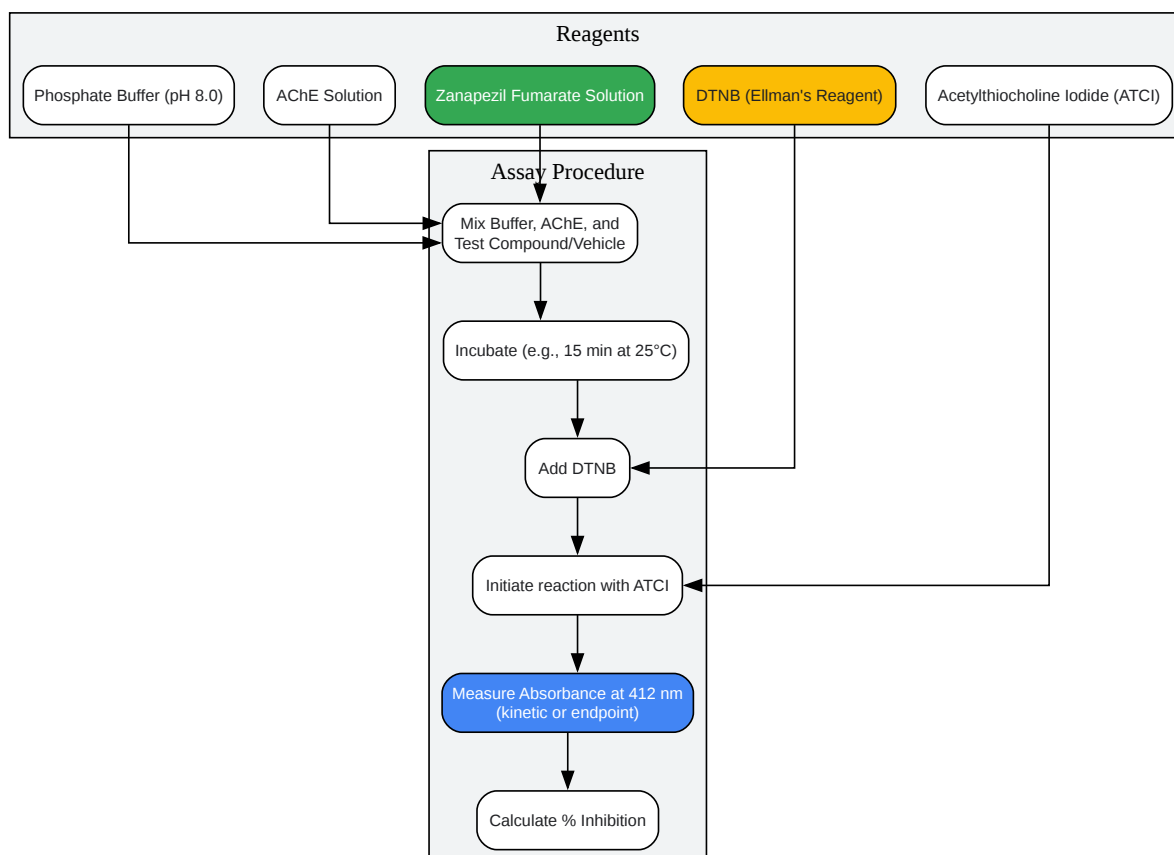 Reagents
Phosphate Buffer (pH 8.0)
AChE Solution
Zanapezil Fumarate Solution
DTNB (Ellman's Reagent)
Acetylthiocholine Iodide (ATCI)
Assay Procedure
Mix Buffer, AChE, and
Test Compound/Vehicle
Incubate (e.g., 15 min at 25°C)
Add DTNB
Initiate reaction with ATCI
Measure Absorbance at 412 nm
(kinetic or endpoint)
Calculate % Inhibition